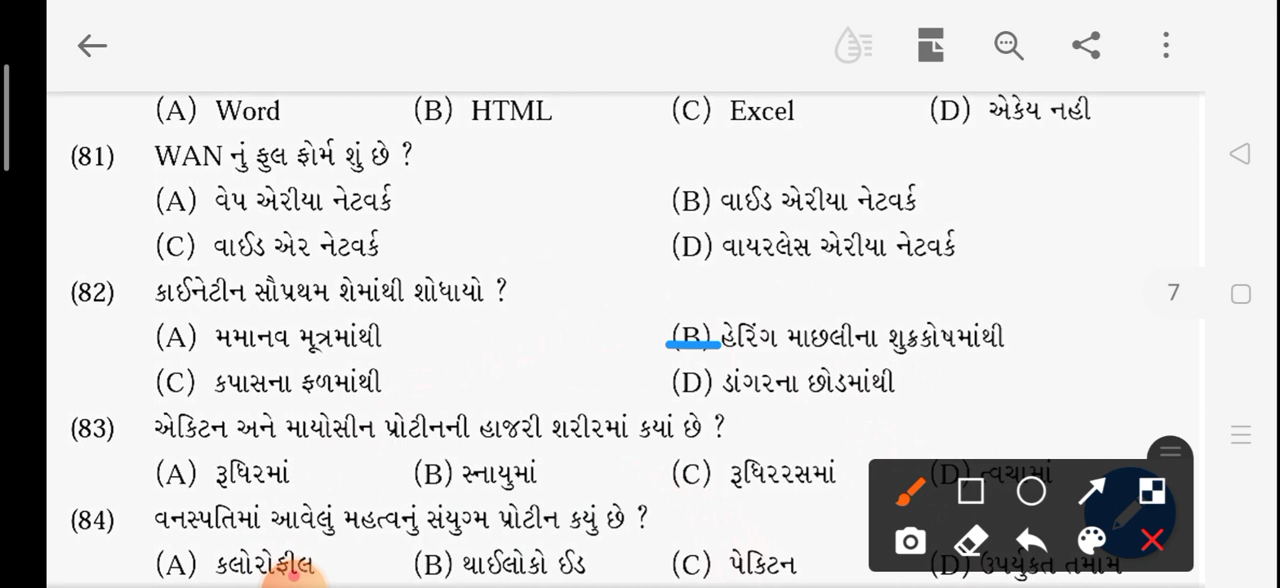 (A) Word (B) HTML (C) Excel (D) એકેય નહી
(81) WAN નું ફુલ ફોર્મ શું છે ?
(A) વેપ એરીયા નેટવર્ક (B) વાઈડ એરીયા નેટવર્ક
(C) વાઈડ એર નેટવર્ક (D) વાયરલેસ એરીયા નેટવર્ક
(82) કાઈનેટીન સૌપ્રથમ શેમાંથી શોધાયો ?
7
(A) મમાનવ મૂત્રમાંથી (B) હેરિંગ માછલીના શુક્રકોષમાંથી
(C) કપાસના ફળમાંથી (D) ડાંગરના છોડમાંથી
(83) એકિટન અને માયોસીન પ્રોટીનની હાજરી શરીરમાં કયાં છે ?
(A) રૂધિરમાં (B) સ્નાયુમાં (C) રૂધિરરસમાં (D) ત્વચામાં
(84) વનસ્પતિમાં આવેલું મહત્વનું સંયુગ્મ પ્રોટીન કયું છે ?
(A) કલોરોફીલ (B) થાઈલોકો ઈડ (C) પેકિટન (D) ઉપર્યુકત તમામ